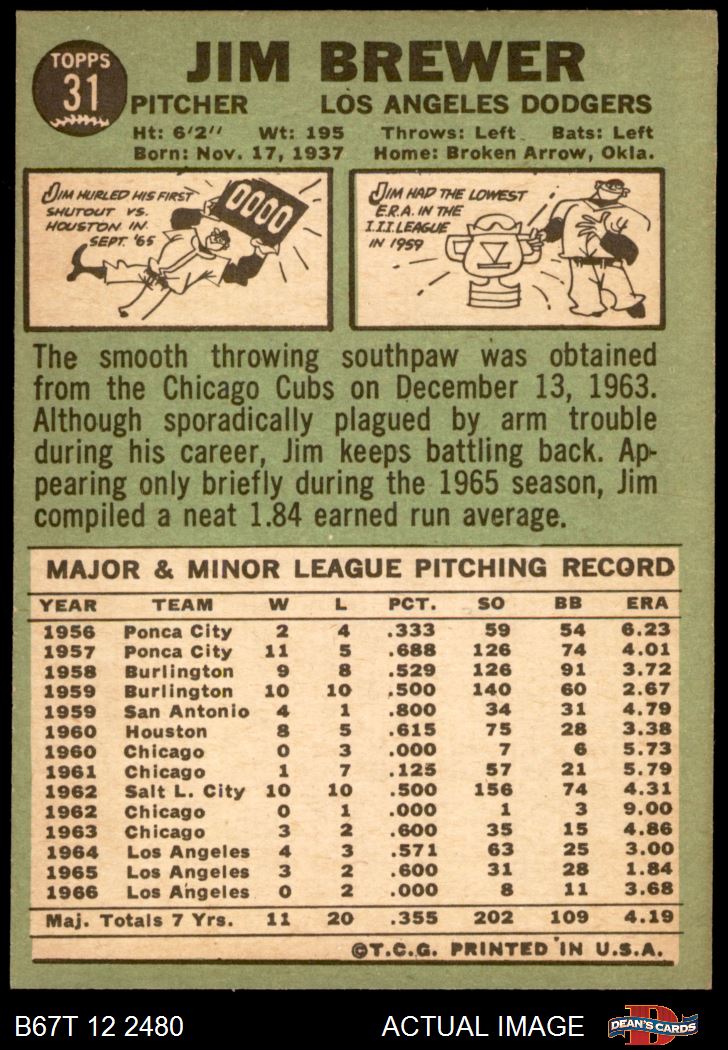 TOPPS
31
JIM BREWER
PITCHER LOS ANGELES DODGERS
Ht: 6'2" Wt: 195 Throws: Left Bats: Left
Born: Nov. 17, 1937 Home: Broken Arrow, Okla.
JIM HURLED HIS FIRST
SHUTOUT VS.
HOUSTON IN
SEPT. '65
0000
JIM HAD THE LOWEST
E.R.A. IN THE
I.I.I. LEAGUE
IN 1959
The smooth throwing southpaw was obtained
from the Chicago Cubs on December 13, 1963.
Although sporadically plagued by arm trouble
during his career, Jim keeps battling back. Ap-
pearing only briefly during the 1965 season, Jim
compiled a neat 1.84 earned run average.
MAJOR & MINOR LEAGUE PITCHING RECORD
YEAR TEAM W L PCT. SO BB ERA
1956 Ponca City 2 4 .333 59 54 6.23
1957 Ponca City 11 5 .688 126 74 4.01
1958 Burlington 9 8 .529 126 91 3.72
1959 Burlington 10 10 .500 140 60 2.67
1959 San Antonio 4 1 .800 34 31 4.79
1960 Houston 8 5 .615 75 28 3.38
1960 Chicago 0 3 .000 7 6 5.73
1961 Chicago 1 7 .125 57 21 5.79
1962 Salt L. City 10 10 .500 156 74 4.31
1962 Chicago 0 1 .000 1 3 9.00
1963 Chicago 3 2 .600 35 15 4.86
1964 Los Angeles 4 3 .571 63 25 3.00
1965 Los Angeles 3 2 .600 31 28 1.84
1966 Los Angeles 0 2 .000 8 11 3.68
Maj. Totals 7 Yrs. 11 20 .355 202 109 4.19
©T.C.G. PRINTED IN U.S.A.
B67T 12 2480 ACTUAL IMAGE DEAN'S CARDS